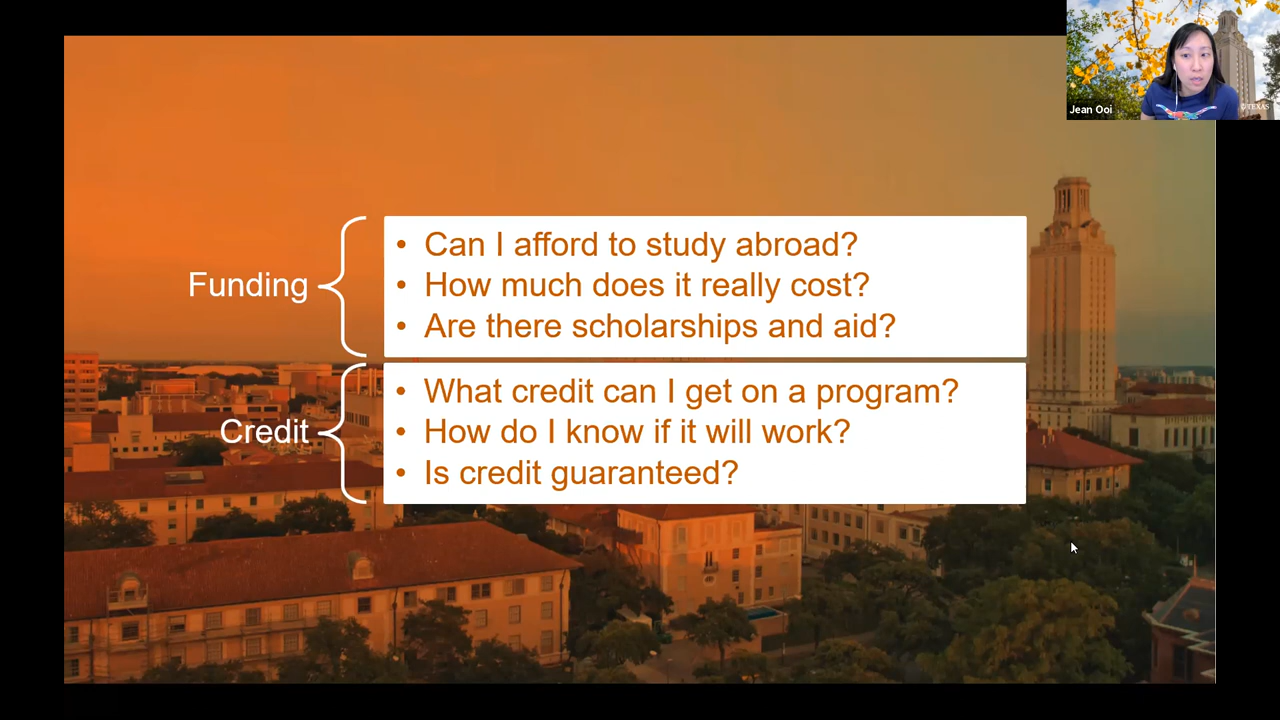 Jean Ooi
TEXAS
Funding
• Can I afford to study abroad?
• How much does it really cost?
• Are there scholarships and aid?
Credit
• What credit can I get on a program?
• How do I know if it will work?
• Is credit guaranteed?